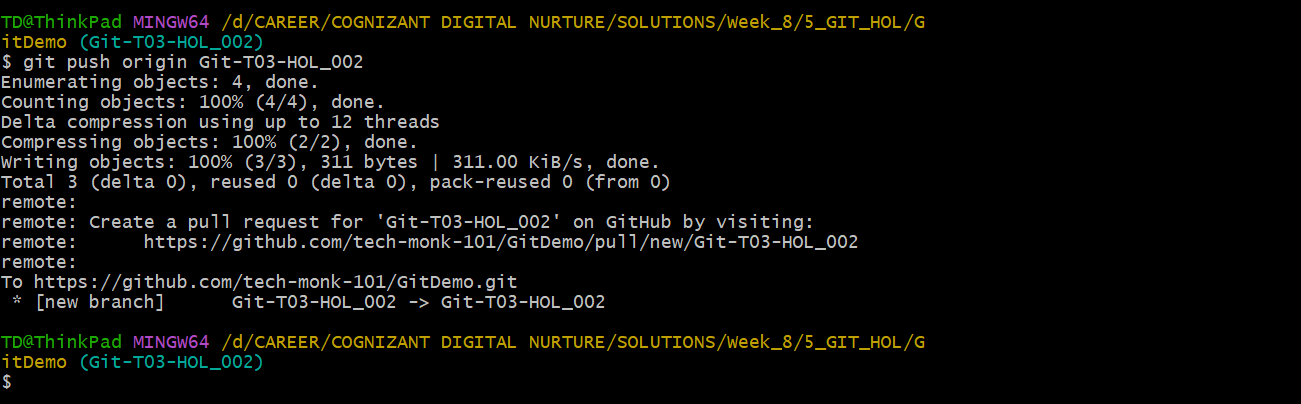 TD@ThinkPad MINGW64 /d/CAREER/COGNIZANT DIGITAL NURTURE/SOLUTIONS/Week_8/5_GIT_HOL/G
itDemo (Git-T03-HOL_002)
$ git push origin Git-T03-HOL_002
Enumerating objects: 4, done.
Counting objects: 100% (4/4), done.
Delta compression using up to 12 threads
Compressing objects: 100% (2/2), done.
Writing objects: 100% (3/3), 311 bytes | 311.00 KiB/s, done.
Total 3 (delta 0), reused 0 (delta 0), pack-reused 0 (from 0)
remote:
remote: Create a pull request for 'Git-T03-HOL_002' on GitHub by visiting:
remote:      https://github.com/tech-monk-101/GitDemo/pull/new/Git-T03-HOL_002
remote:
To https://github.com/tech-monk-101/GitDemo.git
 * [new branch]      Git-T03-HOL_002 -> Git-T03-HOL_002
TD@ThinkPad MINGW64 /d/CAREER/COGNIZANT DIGITAL NURTURE/SOLUTIONS/Week_8/5_GIT_HOL/G
itDemo (Git-T03-HOL_002)
$